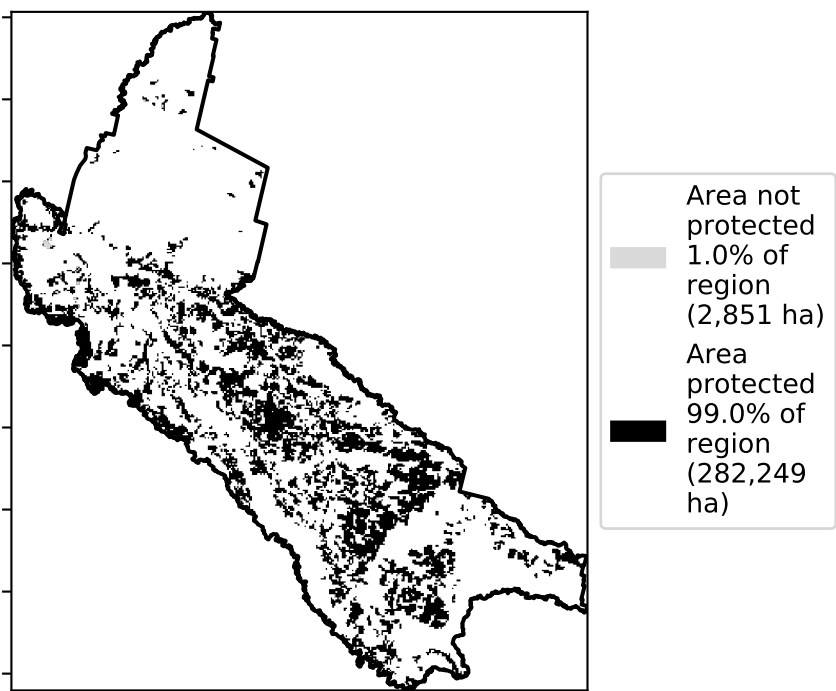 Area not
protected
1.0% of
region
(2,851 ha)
Area
protected
99.0% of
region
(282,249
ha)